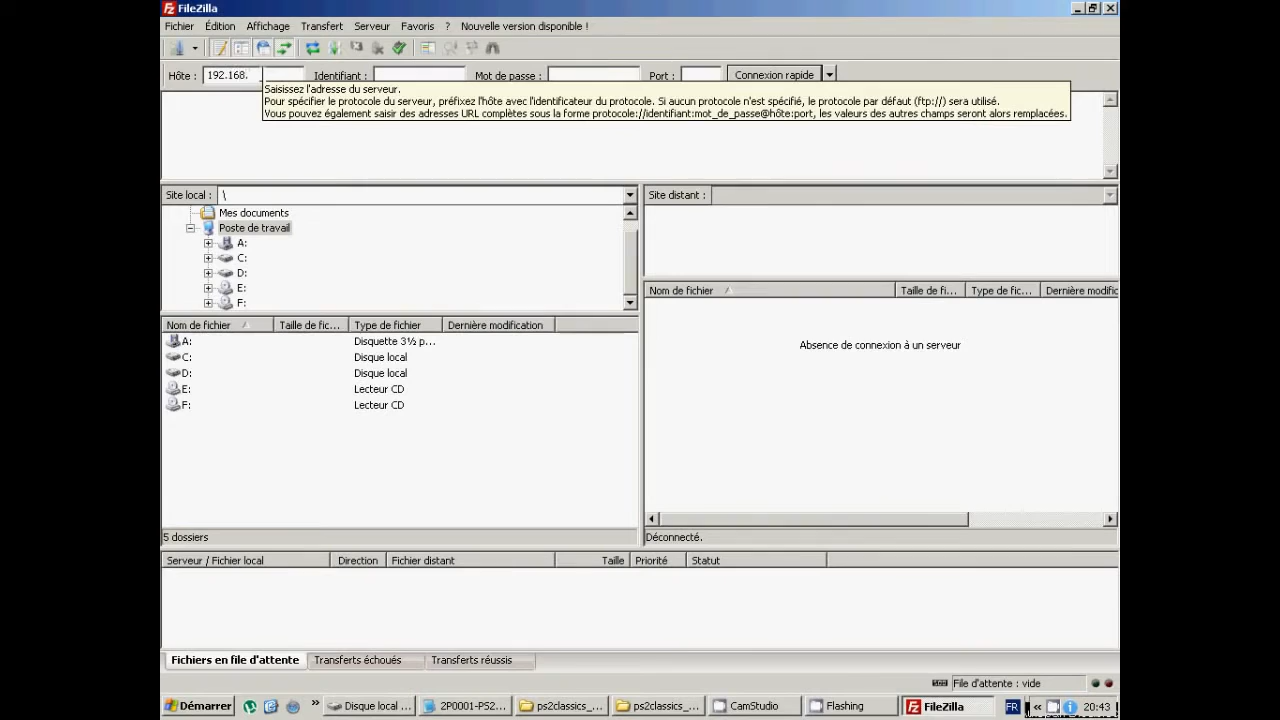 FileZilla
Fichier Édition Affichage Transfert Serveur Favoris ? Nouvelle version disponible !
Hôte : 192.168. Identifiant : Mot de passe : Port : Connexion rapide
Saisissez l'adresse du serveur.
Pour spécifier le protocole du serveur, préfixez l'hôte avec l'identificateur du protocole. Si aucun protocole n'est spécifié, le protocole par défaut (ftp://) sera utilisé.
Vous pouvez également saisir des adresses URL complètes sous la forme protocole://identifiant:mot_de_passe@hôte:port, les valeurs des autres champs seront alors remplacées.
Site local : \
Site distant :
Mes documents
Poste de travail
A:
C:
D:
E:
F:
Nom de fichier Taille de fic... Type de fichier Dernière modification
A: Disquette 3½ p...
C: Disque local
D: Disque local
E: Lecteur CD
F: Lecteur CD
5 dossiers
Nom de fichier Taille de fi... Type de fic... Dernière modific
Absence de connexion à un serveur
Déconnecté.
Serveur / Fichier local Direction Fichier distant Taille Priorité Statut
Fichiers en file d'attente Transferts échoués Transferts réussis
File d'attente : vide
Démarrer » Disque local ... 2P0001-P52... ps2classics_... ps2classics_... CamStudio Flashing FileZilla FR « 20:43